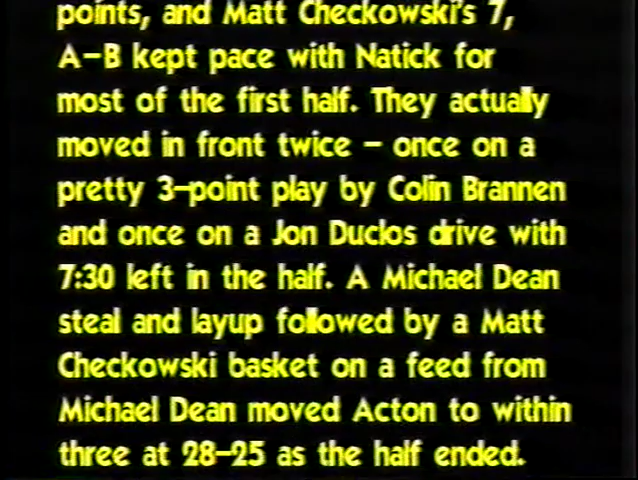 points, and Matt Checkowski's 7,
A-B kept pace with Natick for
most of the first half. They actually
moved in front twice - once on a
pretty 3-point play by Colin Brannen
and once on a Jon Duclos drive with
7:30 left in the half. A Michael Dean
steal and layup followed by a Matt
Checkowski basket on a feed from
Michael Dean moved Acton to within
three at 28-25 as the half ended.